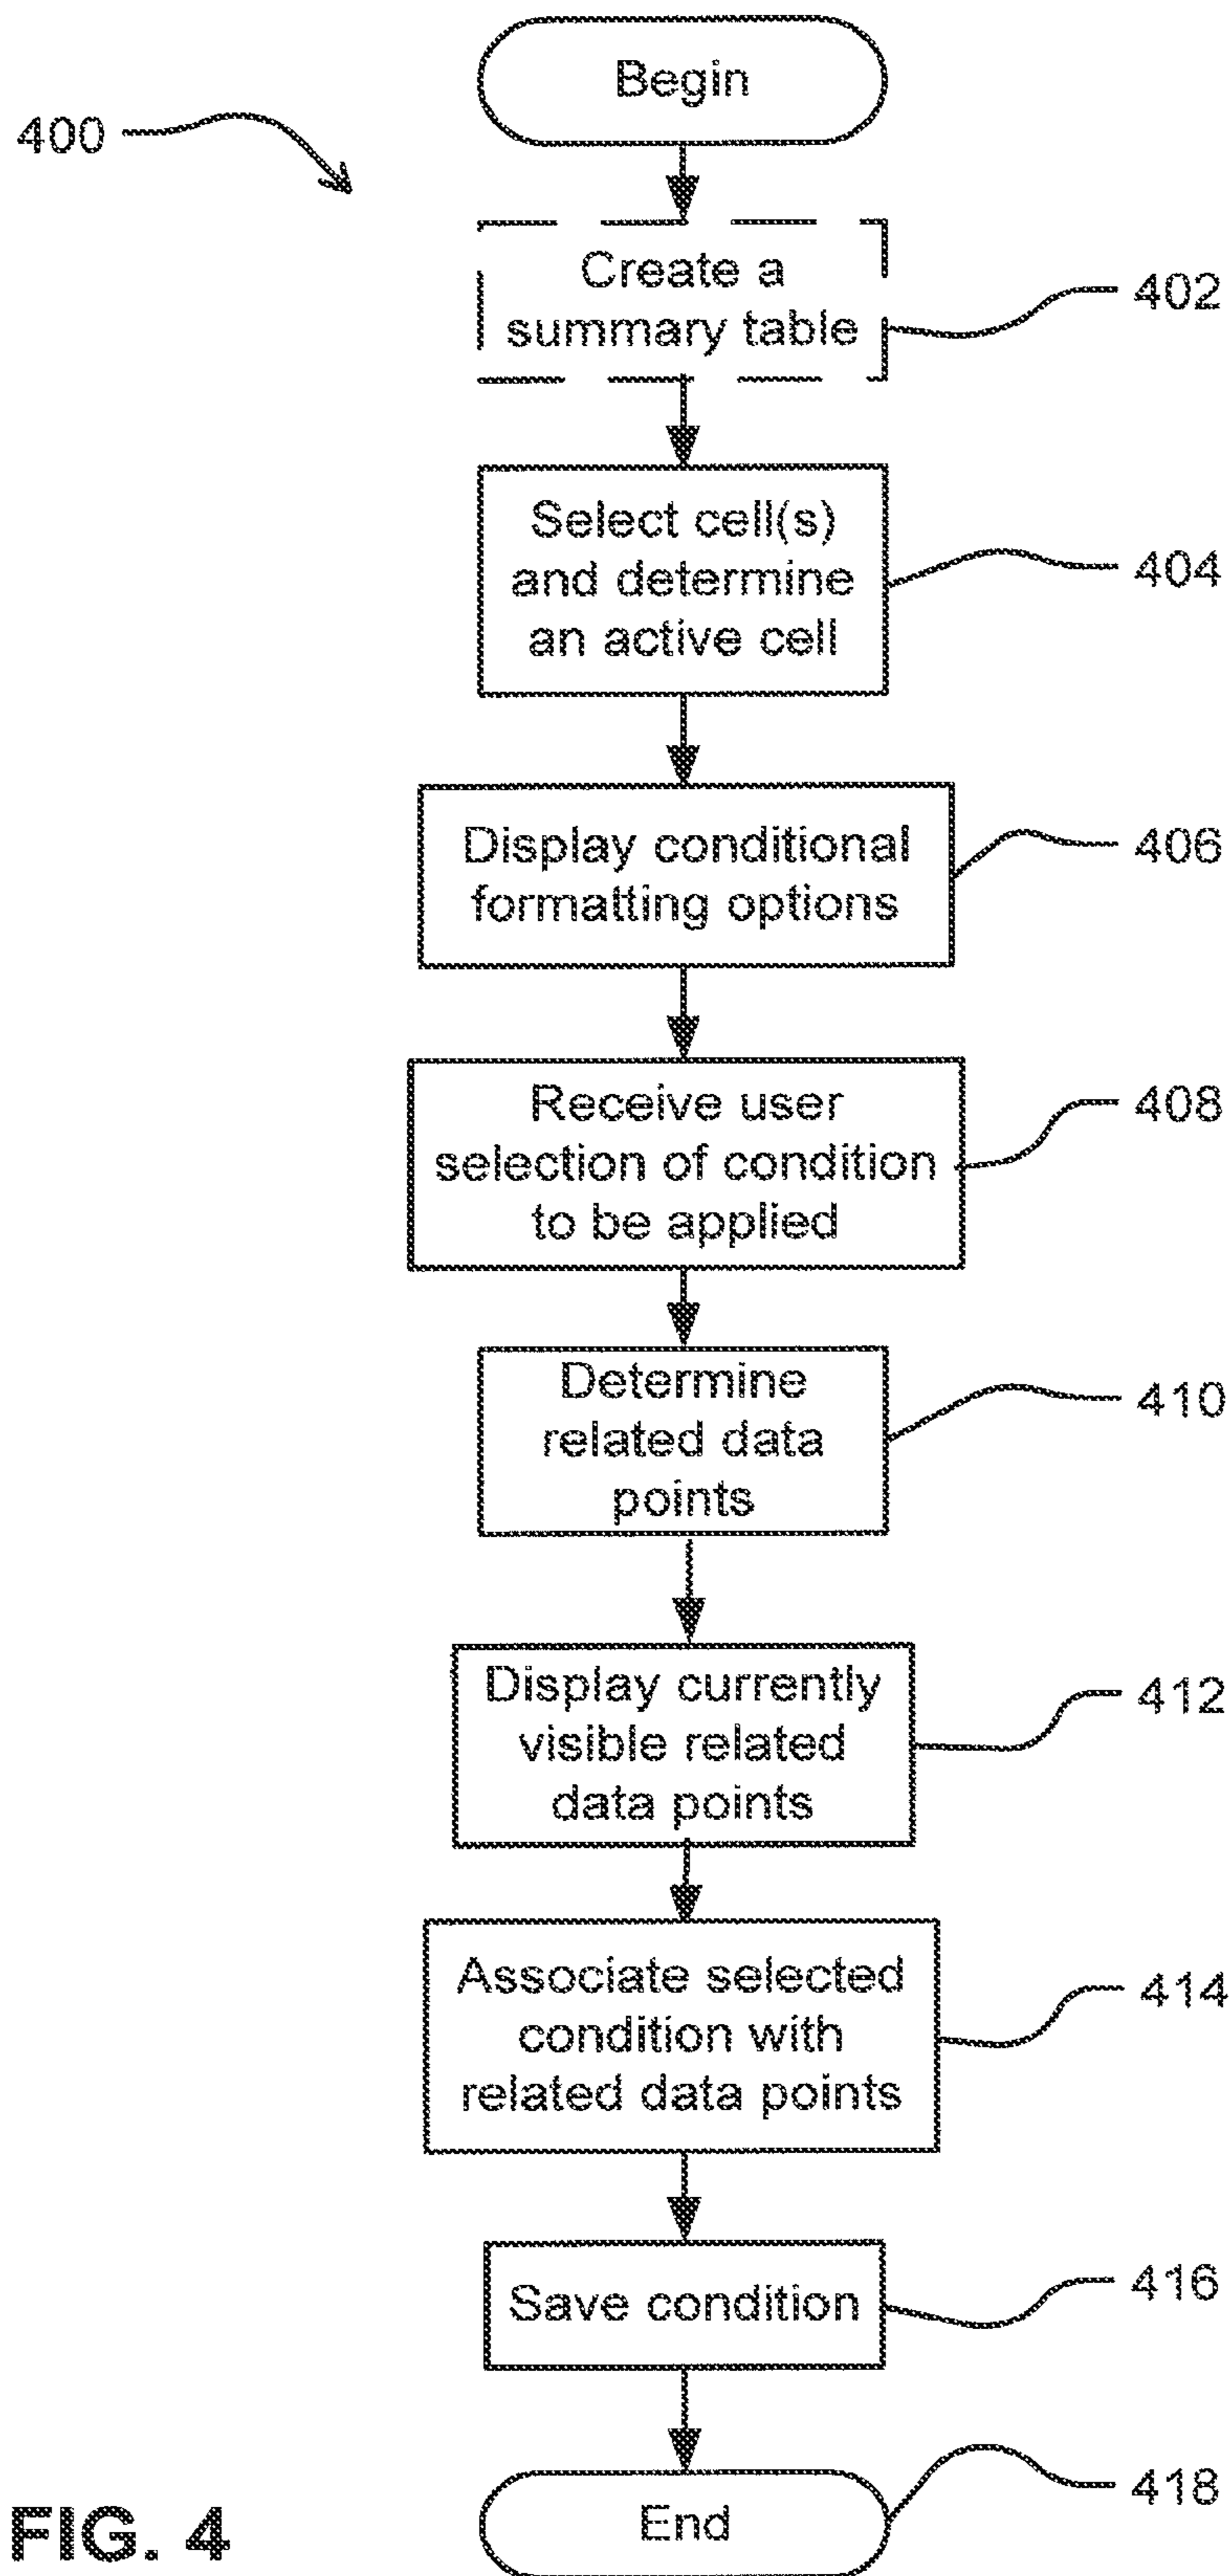 Begin
400
Create a
summary table
402
Select cell(s)
and determine
an active cell
404
Display conditional
formatting options
406
Receive user
selection of condition
to be applied
408
Determine
related data
points
410
Display currently
visible related
data points
412
Associate selected
condition with
related data points
414
Save condition
416
End
418
FIG. 4